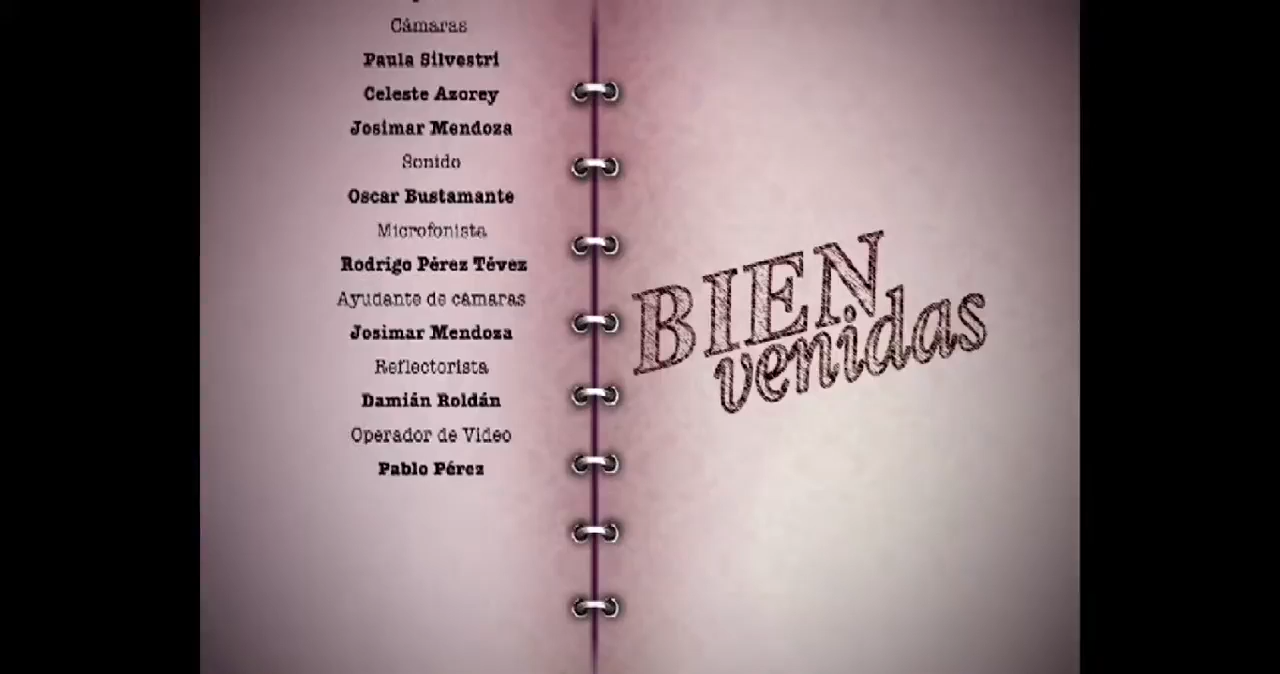 Cámaras
Paula Silvestri
Celeste Azorey
Josimar Mendoza
Sonido
Oscar Bustamante
Microfonista
Rodrigo Pérez Tévez
Ayudante de cámaras
Josimar Mendoza
Reflectorista
Damián Roldán
Operador de Video
Pablo Pérez
BIEN
venidas